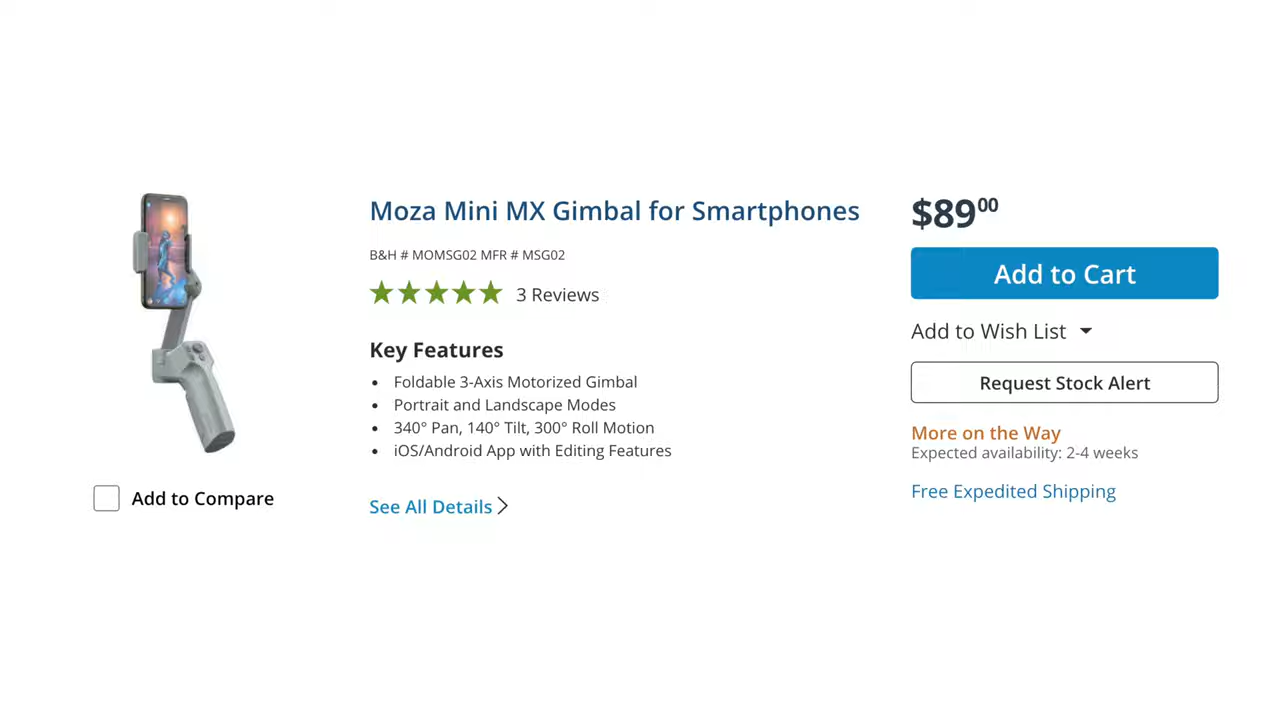 Moza Mini MX Gimbal for Smartphones
B&H # MOMSG02 MFR # MSG02
3 Reviews
Key Features
• Foldable 3-Axis Motorized Gimbal
• Portrait and Landscape Modes
• 340° Pan, 140° Tilt, 300° Roll Motion
• iOS/Android App with Editing Features
See All Details
Add to Compare
$8900
Add to Cart
Add to Wish List
Request Stock Alert
More on the Way
Expected availability: 2-4 weeks
Free Expedited Shipping